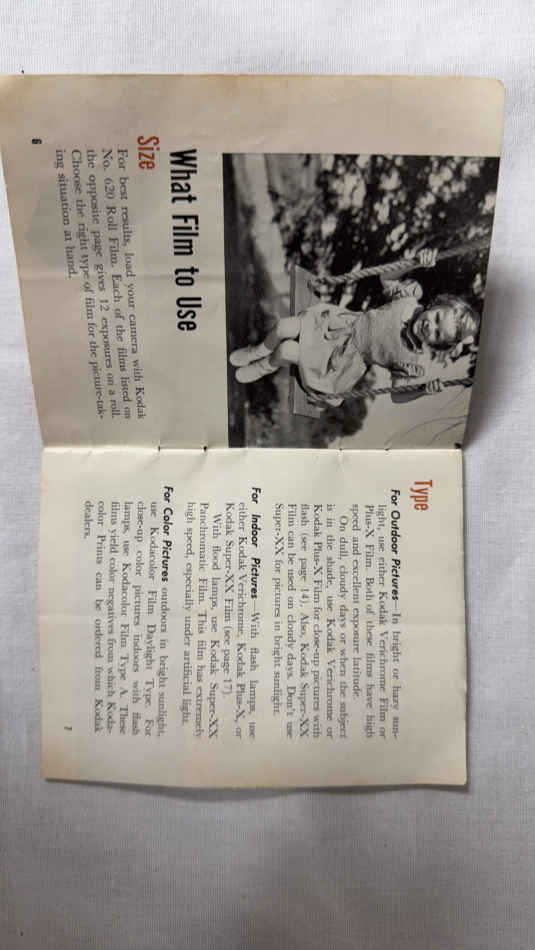 What Film to Use
Size
For best results, load your camera with Kodak
No. 620 Roll Film. Each of the films listed on
the opposite page gives 12 exposures on a roll.
Choose the right type of film for the picture-tak-
ing situation at hand.
6
Type
For Outdoor Pictures—In bright or hazy sun-
light, use either Kodak Verichrome Film or
Plus-X Film. Both of these films have high
speed and excellent exposure latitude.
On dull, cloudy days or when the subject
is in the shade, use Kodak Verichrome or
Kodak Plus-X Film for close-up pictures with
flash (see page 14). Also, Kodak Super-XX
Film can be used on cloudy days. Don't use
Super-XX for pictures in bright sunlight.
For Indoor Pictures—With flash lamps, use
either Kodak Verichrome, Kodak Plus-X, or
Kodak Super-XX Film (see page 17).
With flood lamps, use Kodak Super-XX
Panchromatic Film. This film has extremely
high speed, especially under artificial light.
For Color Pictures outdoors in bright sunlight,
use Kodacolor Film Daylight Type. For
close-up color pictures indoors with flash
lamps, use Kodacolor Film Type A. These
films yield color negatives from which Koda-
color Prints can be ordered from Kodak
dealers.
7